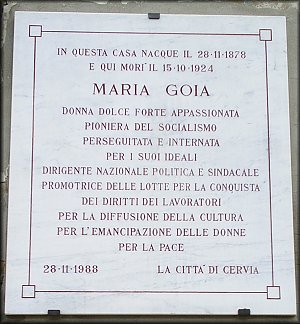 IN QUESTA CASA NACQUE IL 28-11-1878
E QUI MORI' IL 15-10-1924
MARIA GOIA
DONNA DOLCE FORTE APPASSIONATA
PIONIERA DEL SOCIALISMO
PERSEGUITATA E INTERNATA
PER I SUOI IDEALI
DIRIGENTE NAZIONALE POLITICA E SINDACALE
PROMOTRICE DELLE LOTTE PER LA CONQUISTA
DEI DIRITTI DEI LAVORATORI
PER LA DIFFUSIONE DELLA CULTURA
PER L'EMANCIPAZIONE DELLE DONNE
PER LA PACE
28-11-1988 LA CITTA' DI CERVIA